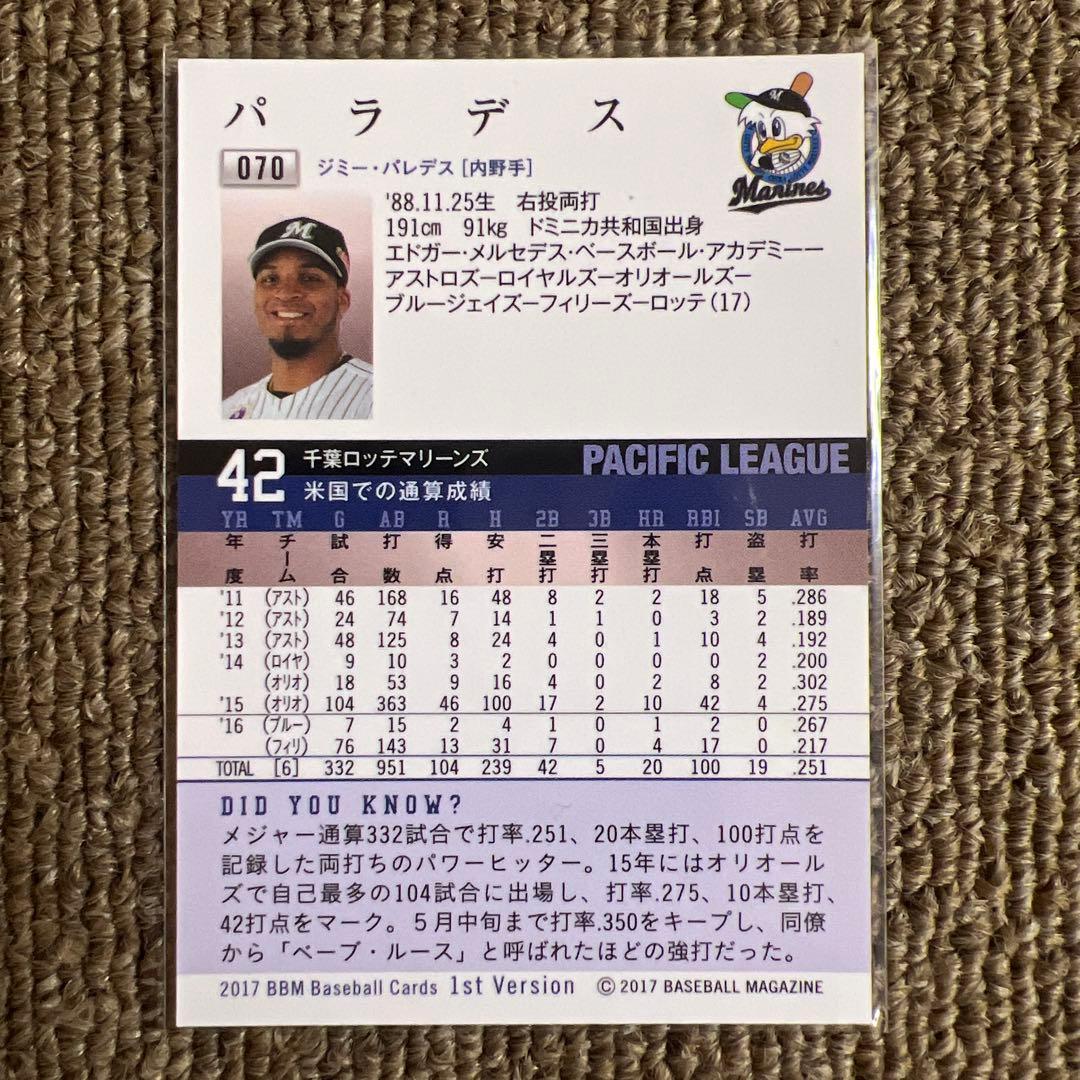 パラデス
070 ジミー・パレデス [内野手]
Marines
M
'88.11.25生 右投両打
191cm 91kg ドミニカ共和国出身
エドガー・メルセデス・ベースボール・アカデミー―
アストロズ―ロイヤルズ―オリオールズ―
ブルージェイズ―フィリーズ―ロッテ(17)
M
42 千葉ロッテマリーンズ PACIFIC LEAGUE
米国での通算成績
YR TM G AB R H 2B 3B HR RBI SB AVG
年度 チーム 試合 打数 得点 安打 二塁打 三塁打 本塁打 打点 盗塁 打率
'11 (アスト) 46 168 16 48 8 2 2 18 5 .286
'12 (アスト) 24 74 7 14 1 1 0 3 2 .189
'13 (アスト) 48 125 8 24 4 0 1 10 4 .192
'14 (ロイヤ) 9 10 3 2 0 0 0 0 2 .200
(オリオ) 18 53 9 16 4 0 2 8 2 .302
'15 (オリオ) 104 363 46 100 17 2 10 42 4 .275
'16 (ブルー) 7 15 2 4 1 0 1 2 0 .267
(フィリ) 76 143 13 31 7 0 4 17 0 .217
TOTAL [6] 332 951 104 239 42 5 20 100 19 .251
DID YOU KNOW?
メジャー通算332試合で打率.251、20本塁打、100打点を
記録した両打ちのパワーヒッター。15年にはオリオール
ズで自己最多の104試合に出場し、打率.275、10本塁打、
42打点をマーク。5月中旬まで打率.350をキープし、同僚
から「ベーブ・ルース」と呼ばれたほどの強打だった。
2017 BBM Baseball Cards 1st Version © 2017 BASEBALL MAGAZINE